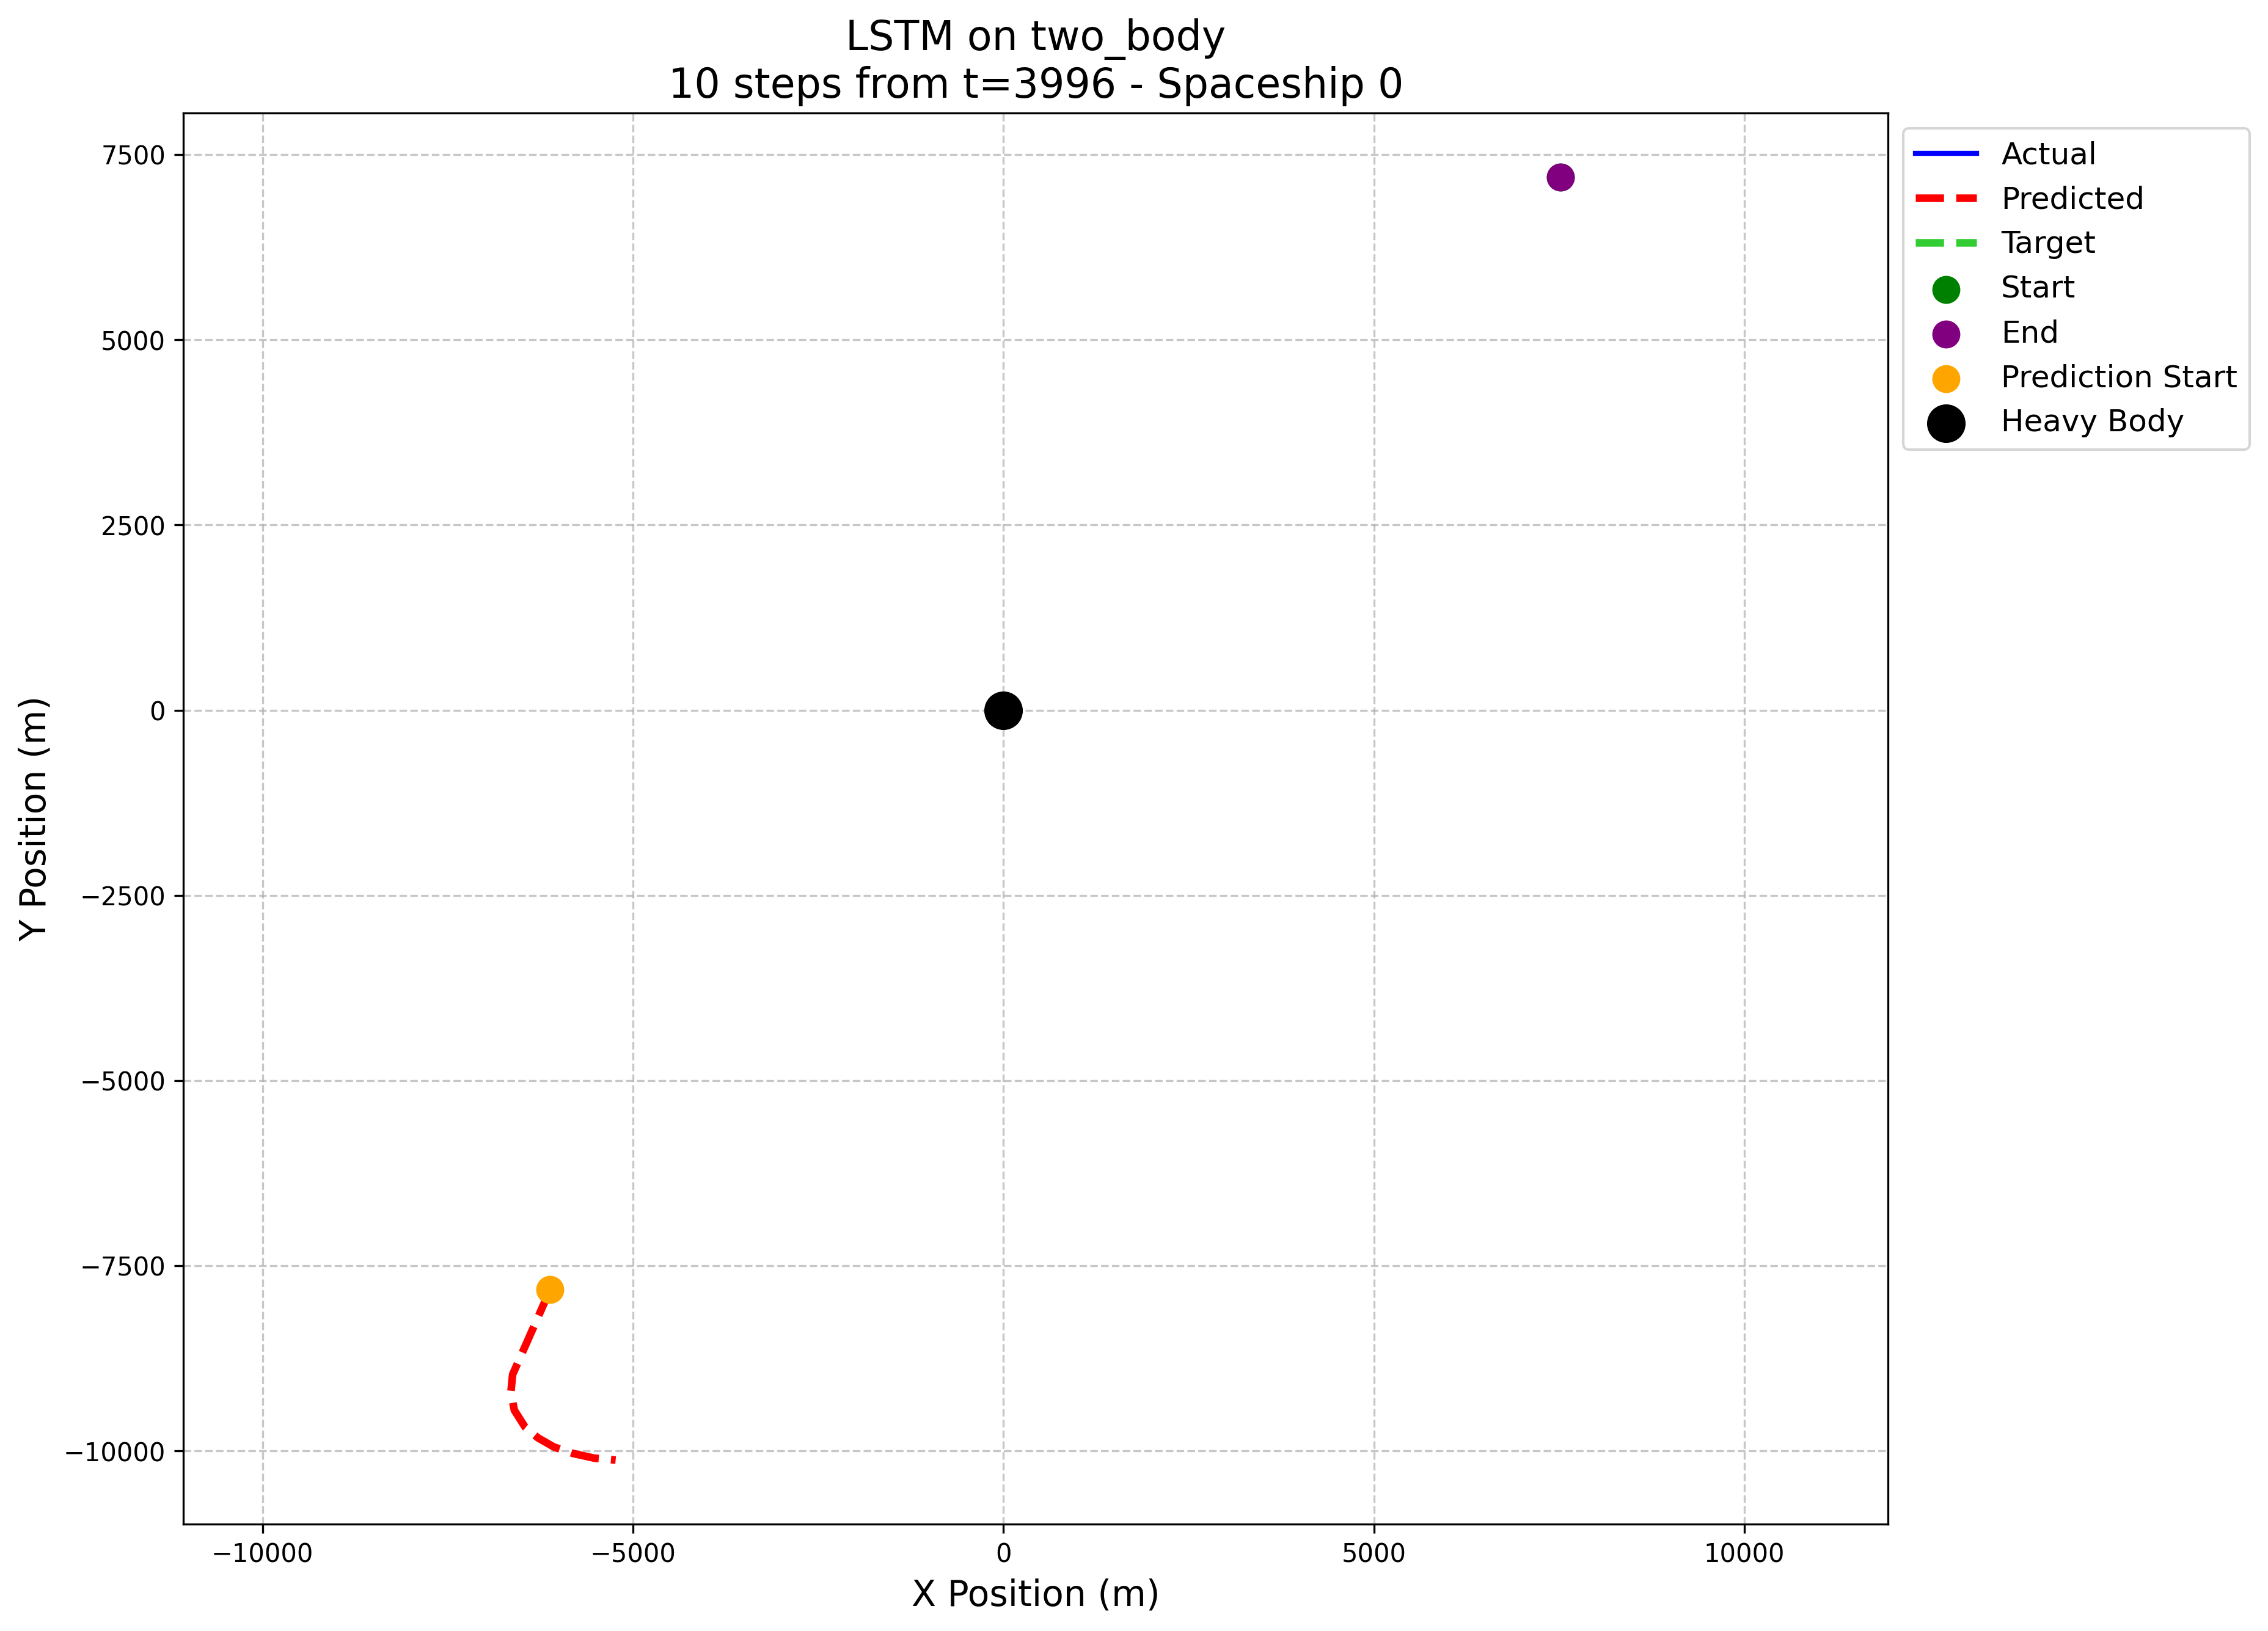 LSTM on two_body
10 steps from t=3996 - Spaceship 0
7500
5000
2500
0
−2500
−5000
−7500
−10000
Y Position (m)
−10000
−5000
0
5000
10000
X Position (m)
Actual
Predicted
Target
Start
End
Prediction Start
Heavy Body